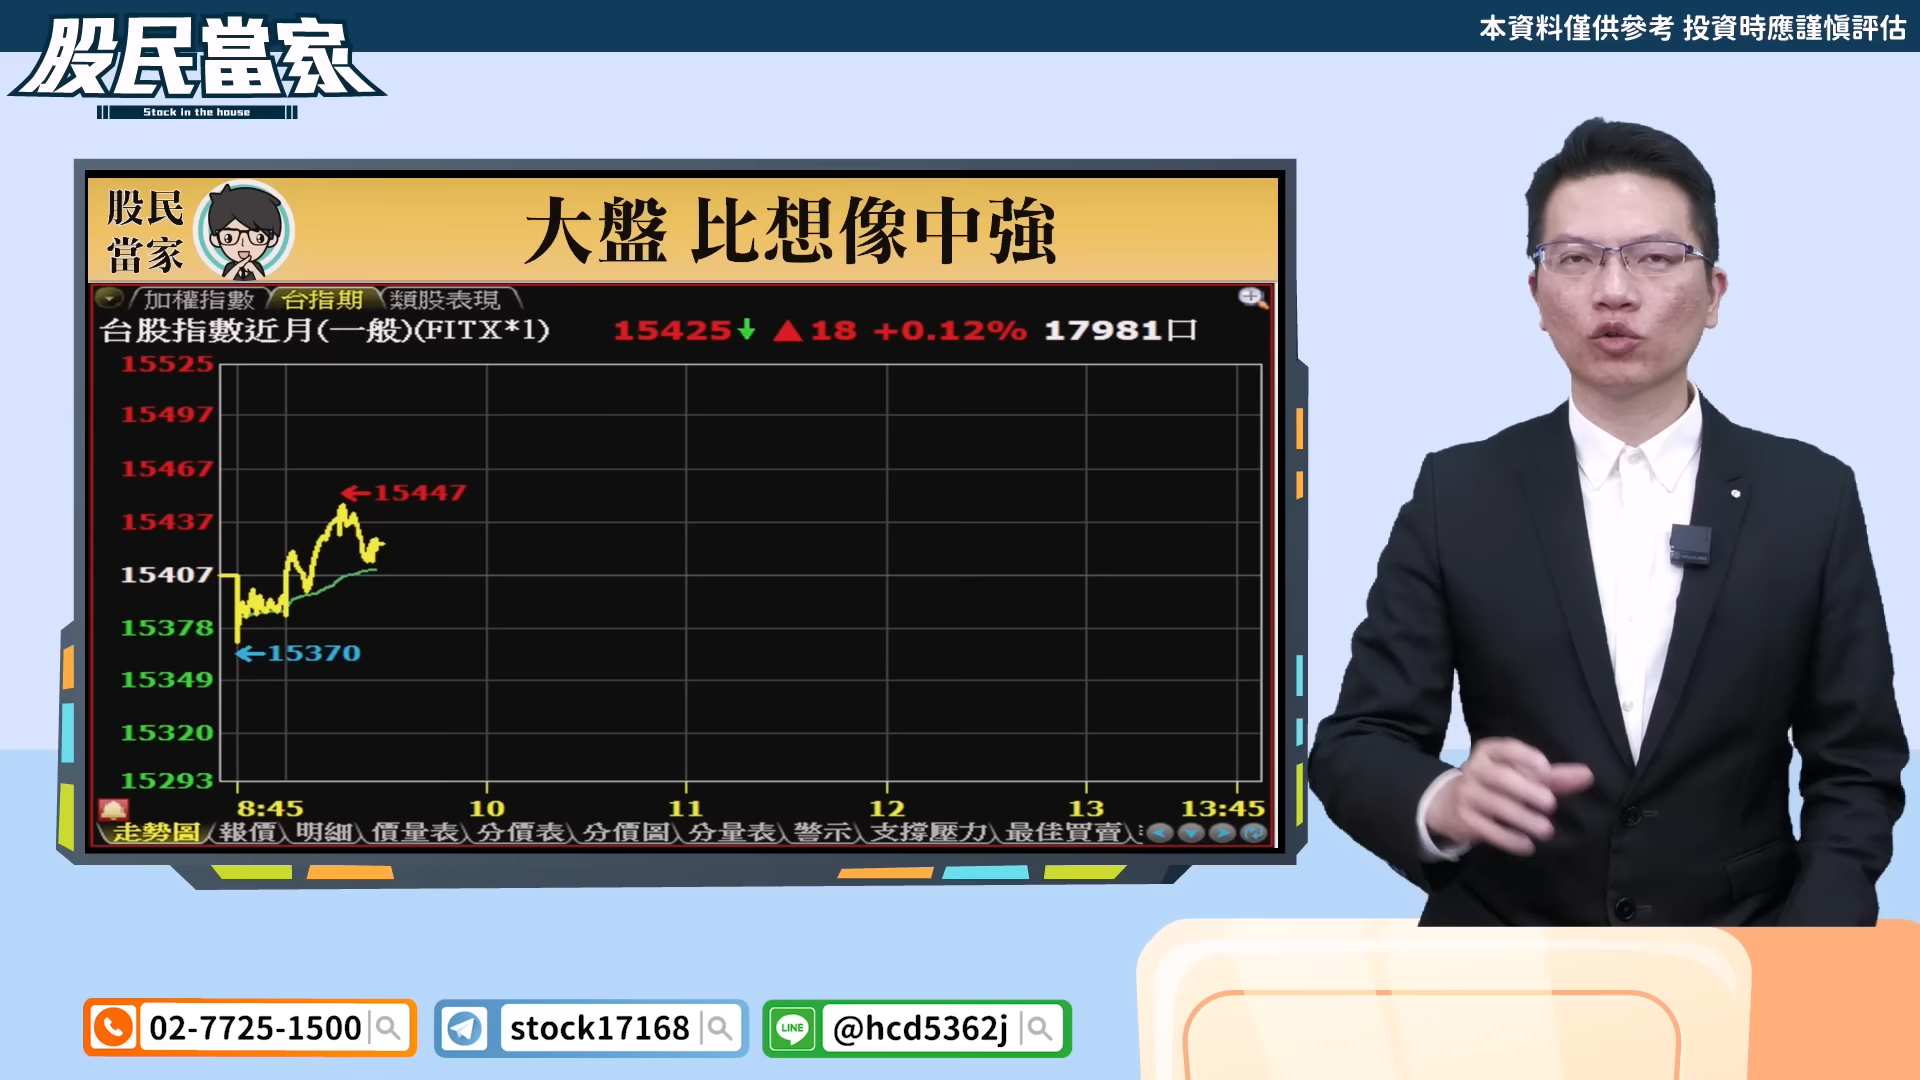 股民當家
Stock in the house
本資料僅供參考 投資時應謹慎評估
股民
當家
大盤 比想像中強
加權指數 台指期 類股表現
台股指數近月(一般)(FITX*1) 15425↓ ▲18 +0.12% 17981口
15525
15497
15467
←15447
15437
15407
15378
←15370
15349
15320
15293
8:45 10 11 12 13 13:45
走勢圖 報價 明細 價量表 分價表 分價圖 分量表 警示 支撐壓力 最佳買賣
02-7725-1500
stock17168
LINE
@hcd5362j